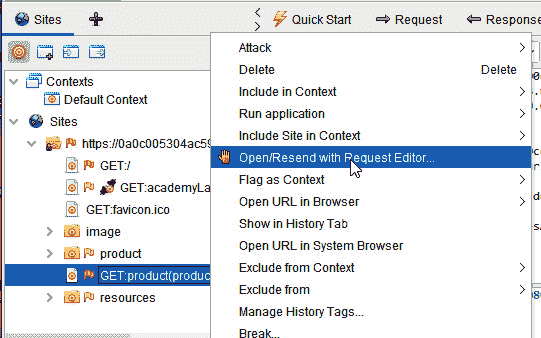 Sites
Quick Start
Request
Response
Contexts
Default Context
Sites
https://0a0c005304ac59
GET:/
GET:academyLa
GET:favicon.ico
image
product
GET:product(produc
resources
Attack
Delete Delete
Include in Context
Run application
Include Site in Context
Open/Resend with Request Editor...
Flag as Context
Open URL in Browser
Show in History Tab
Open URL in System Browser
Exclude from Context
Exclude from
Manage History Tags...
Break...